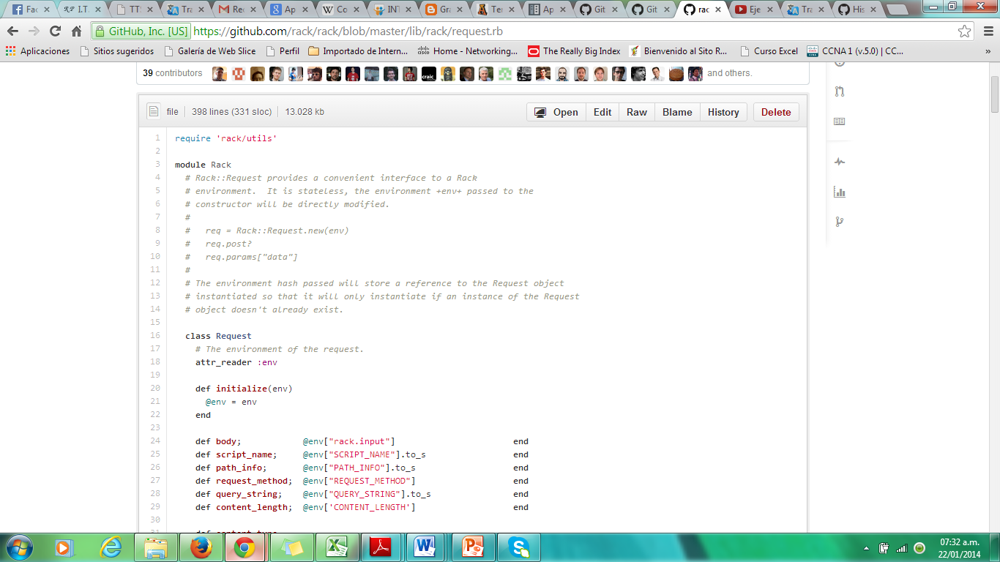 Fac
I.T.
TTS
Tra
Rec
Ap
Co
INT
Gra
Ter
Ap
Git
Git
rac
Eje
Tra
His
GitHub, Inc. [US] https://github.com/rack/rack/blob/master/lib/rack/request.rb
Aplicaciones Sitios sugeridos Galería de Web Slice Perfil Importado de Intern... Home - Networking... The Really Big Index Bienvenido al Sito R... Curso Excel CCNA 1 (v.5.0) | CC... »
39 contributors and others.
file 398 lines (331 sloc) 13.028 kb Open Edit Raw Blame History Delete
1 require 'rack/utils'
2
3 module Rack
4 # Rack::Request provides a convenient interface to a Rack
5 # environment. It is stateless, the environment +env+ passed to the
6 # constructor will be directly modified.
7 #
8 # req = Rack::Request.new(env)
9 # req.post?
10 # req.params["data"]
11 #
12 # The environment hash passed will store a reference to the Request object
13 # instantiated so that it will only instantiate if an instance of the Request
14 # object doesn't already exist.
15
16 class Request
17 # The environment of the request.
18 attr_reader :env
19
20 def initialize(env)
21 @env = env
22 end
23
24 def body; @env["rack.input"] end
25 def script_name; @env["SCRIPT_NAME"].to_s end
26 def path_info; @env["PATH_INFO"].to_s end
27 def request_method; @env["REQUEST_METHOD"] end
28 def query_string; @env["QUERY_STRING"].to_s end
29 def content_length; @env['CONTENT_LENGTH'] end
30
31 def content_type
07:32 a.m.
22/01/2014